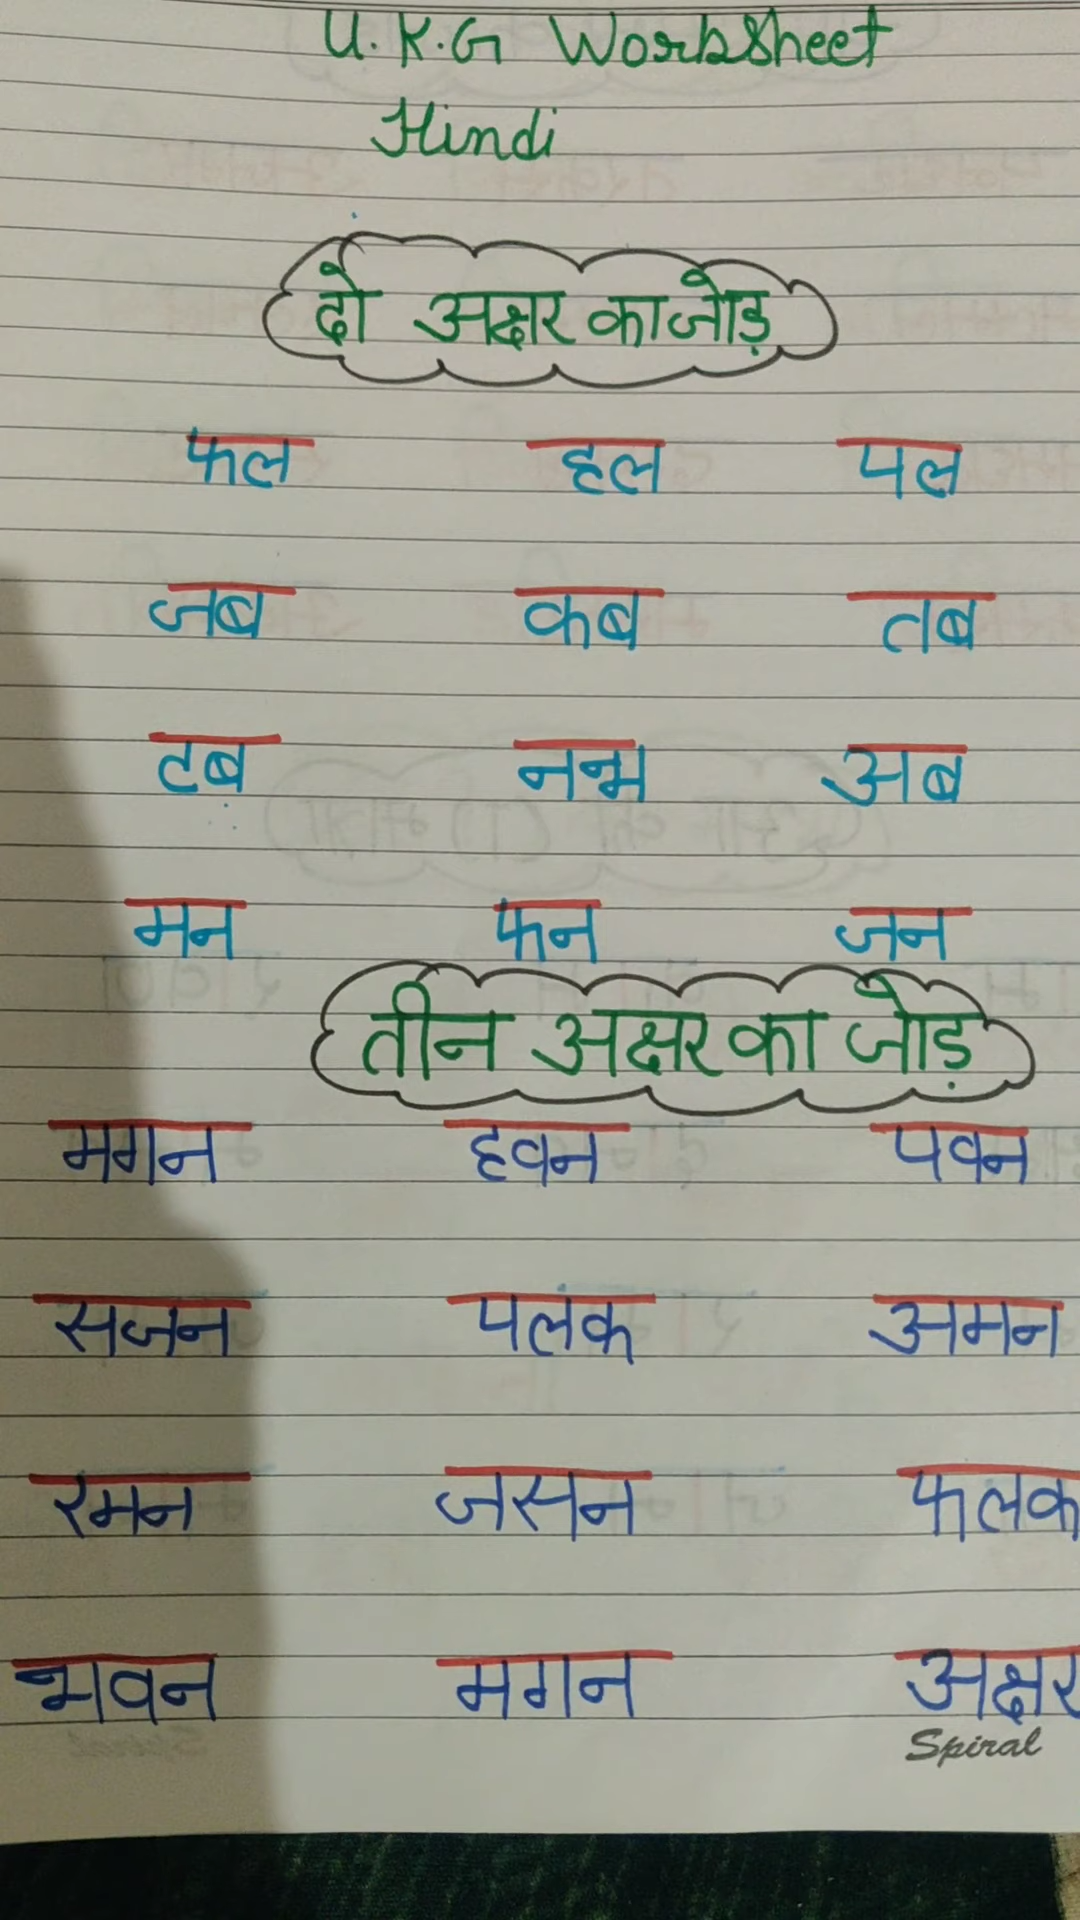 U.K.G Worksheet
Hindi
दो अक्षर का जोड़
फल हल पल
जब कब तब
टब नभ अब
मन फन जन
तीन अक्षर का जोड़
मगन हवन पवन
सजन पलक अमन
रमन जसन फलक
भवन मगन अक्षर
Spiral